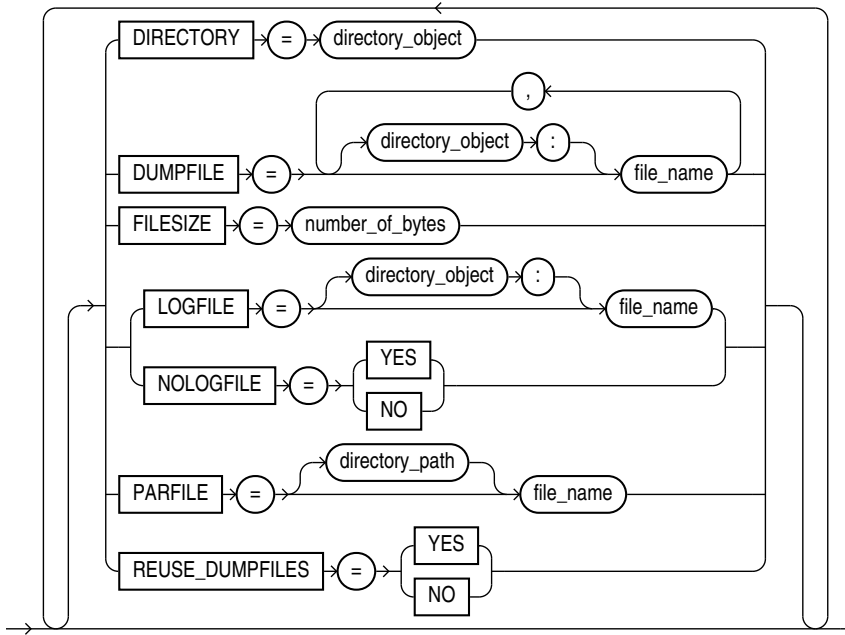 DIRECTORY = directory_object
,
directory_object :
DUMPFILE = file_name
FILESIZE = number_of_bytes
directory_object :
LOGFILE = file_name
YES
NOLOGFILE =
NO
directory_path
PARFILE = file_name
YES
REUSE_DUMPFILES =
NO